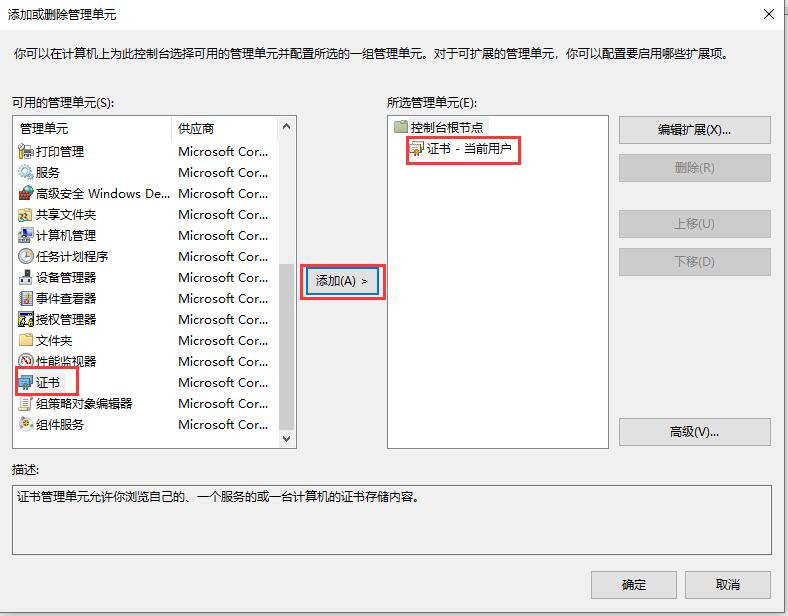 添加或删除管理单元
你可以在计算机上为此控制台选择可用的管理单元并配置所选的一组管理单元。对于可扩展的管理单元，你可以配置要启用哪些扩展项。
可用的管理单元(S):
管理单元 供应商
打印管理 Microsoft Cor...
服务 Microsoft Cor...
高级安全 Windows De... Microsoft Cor...
共享文件夹 Microsoft Cor...
计算机管理 Microsoft Cor...
任务计划程序 Microsoft Cor...
设备管理器 Microsoft Cor...
事件查看器 Microsoft Cor...
授权管理器 Microsoft Cor...
文件夹 Microsoft Cor...
性能监视器 Microsoft Cor...
证书 Microsoft Cor...
组策略对象编辑器 Microsoft Cor...
组件服务 Microsoft Cor...
添加(A) >
所选管理单元(E):
控制台根节点
证书 - 当前用户
编辑扩展(X)...
删除(R)
上移(U)
下移(D)
高级(V)...
描述:
证书管理单元允许你浏览自己的、一个服务的或一台计算机的证书存储内容。
确定
取消